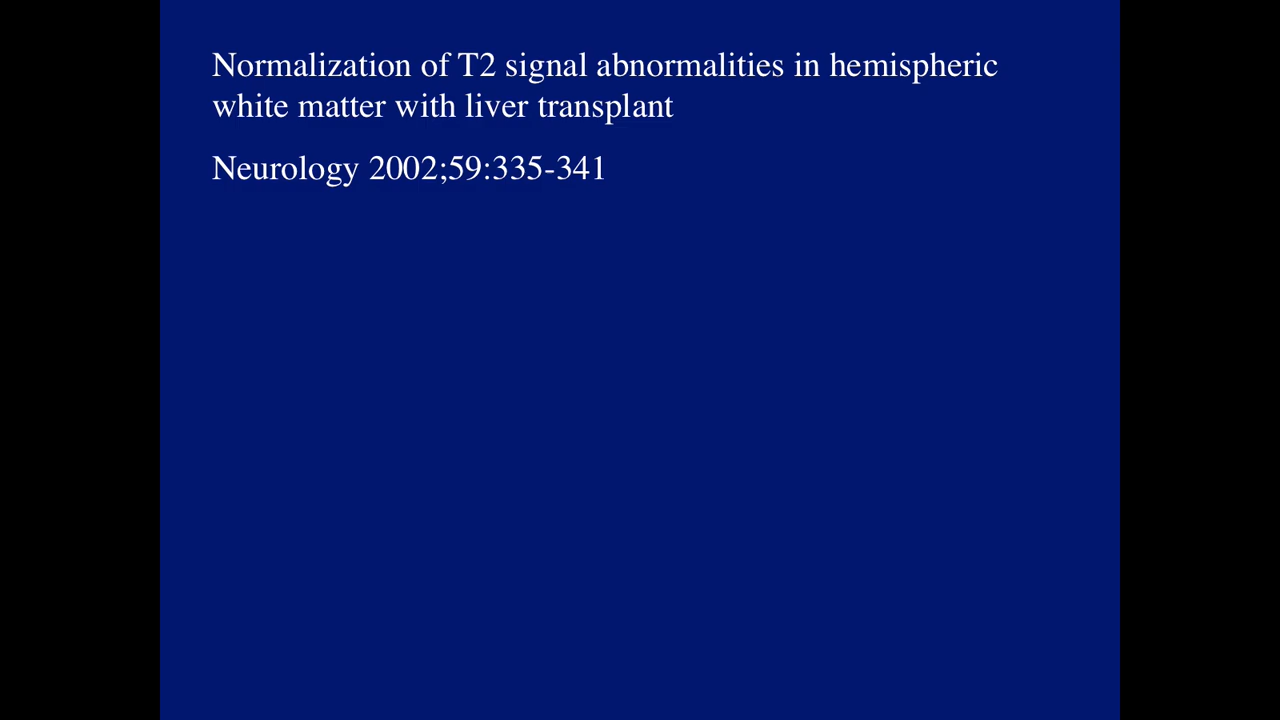 Normalization of T2 signal abnormalities in hemispheric
white matter with liver transplant
Neurology 2002;59:335-341